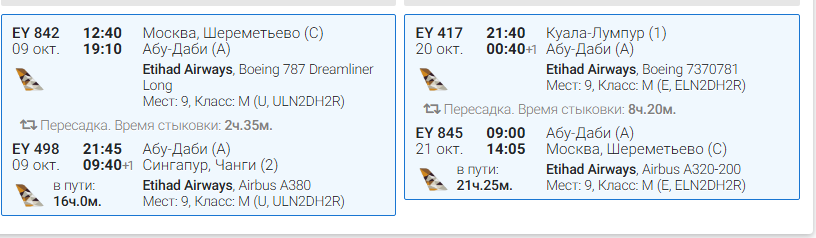 EY 842 12:40 Москва, Шереметьево (C)
09 окт. 19:10 Абу-Даби (A)
Etihad Airways, Boeing 787 Dreamliner
Long
Мест: 9, Класс: M (U, ULN2DH2R)
Пересадка. Время стыковки: 2ч.35м.
EY 498 21:45 Абу-Даби (A)
09 окт. 09:40+1 Сингапур, Чанги (2)
в пути: Etihad Airways, Airbus A380
16ч.0м. Мест: 9, Класс: M (U, ULN2DH2R)
EY 417 21:40 Куала-Лумпур (1)
20 окт. 00:40+1 Абу-Даби (A)
Etihad Airways, Boeing 7370781
Мест: 9, Класс: M (E, ELN2DH2R)
Пересадка. Время стыковки: 8ч.20м.
EY 845 09:00 Абу-Даби (A)
21 окт. 14:05 Москва, Шереметьево (C)
в пути: Etihad Airways, Airbus A320-200
21ч.25м. Мест: 9, Класс: M (E, ELN2DH2R)